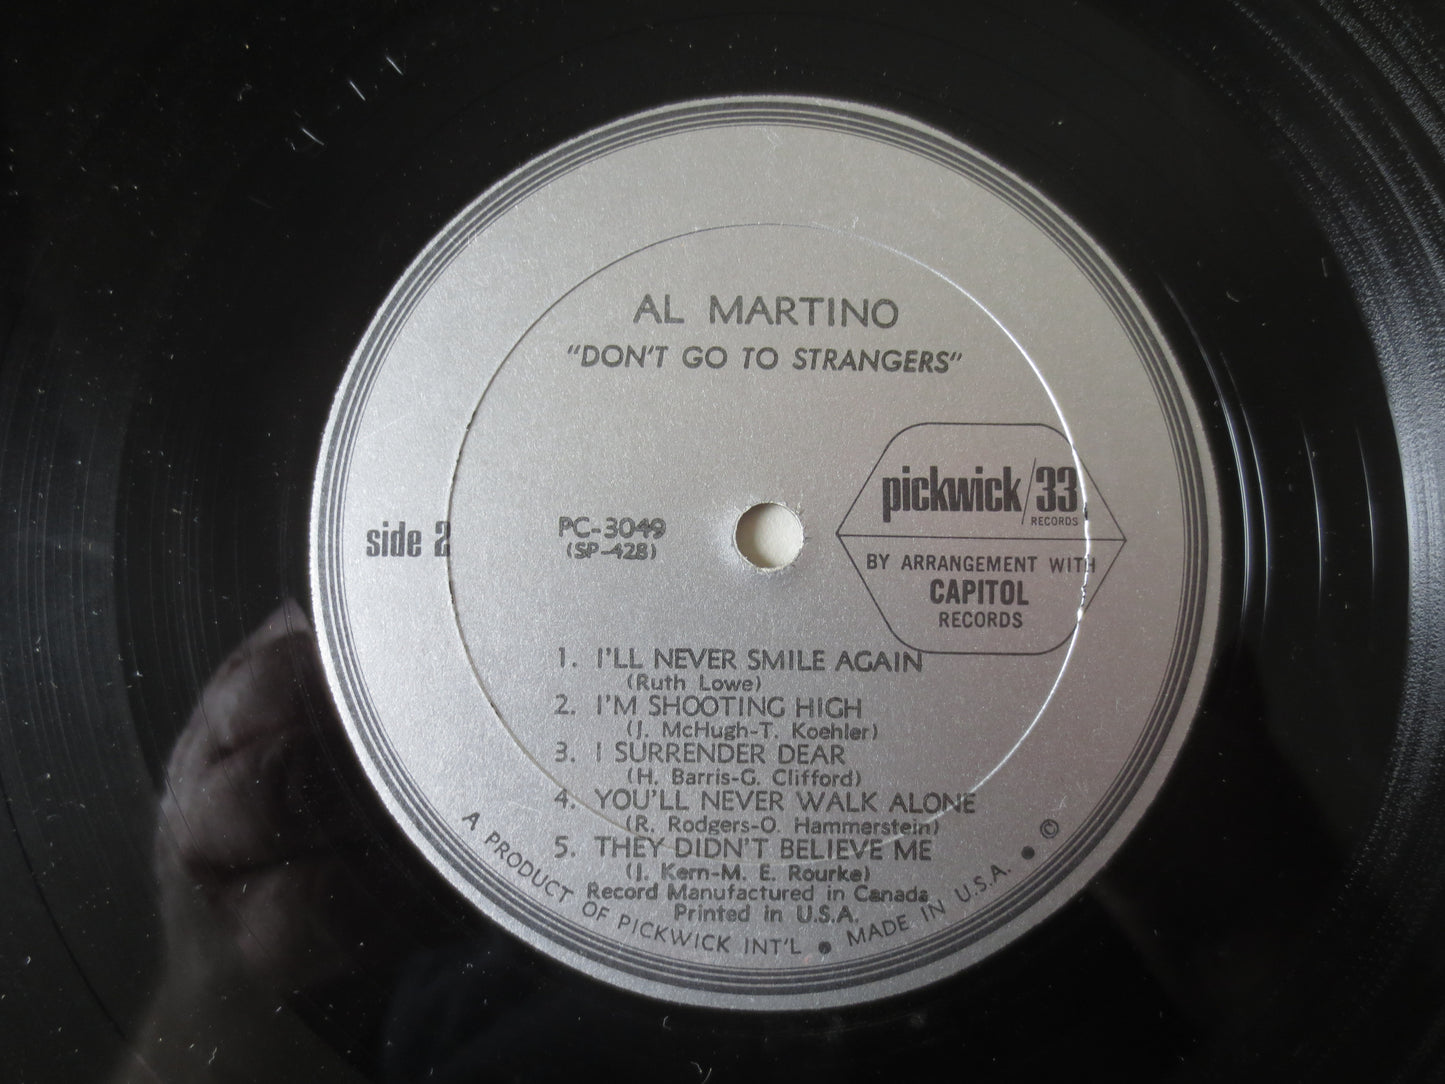 AL MARTINO
"DON'T GO TO STRANGERS"
pickwick/33
RECORDS
BY ARRANGEMENT WITH
CAPITOL
RECORDS
side 2
PC-3049
(SP-428)
1. I'LL NEVER SMILE AGAIN
(Ruth Lowe)
2. I'M SHOOTING HIGH
(J. McHugh-T. Koehler)
3. I SURRENDER DEAR
(H. Barris-G. Clifford)
4. YOU'LL NEVER WALK ALONE
(R. Rodgers-O. Hammerstein)
5. THEY DIDN'T BELIEVE ME
(J. Kern-M. E. Rourke)
Record Manufactured in Canada
Printed in U.S.A.
A PRODUCT OF PICKWICK INT'L ● MADE IN U.S.A. ● ©